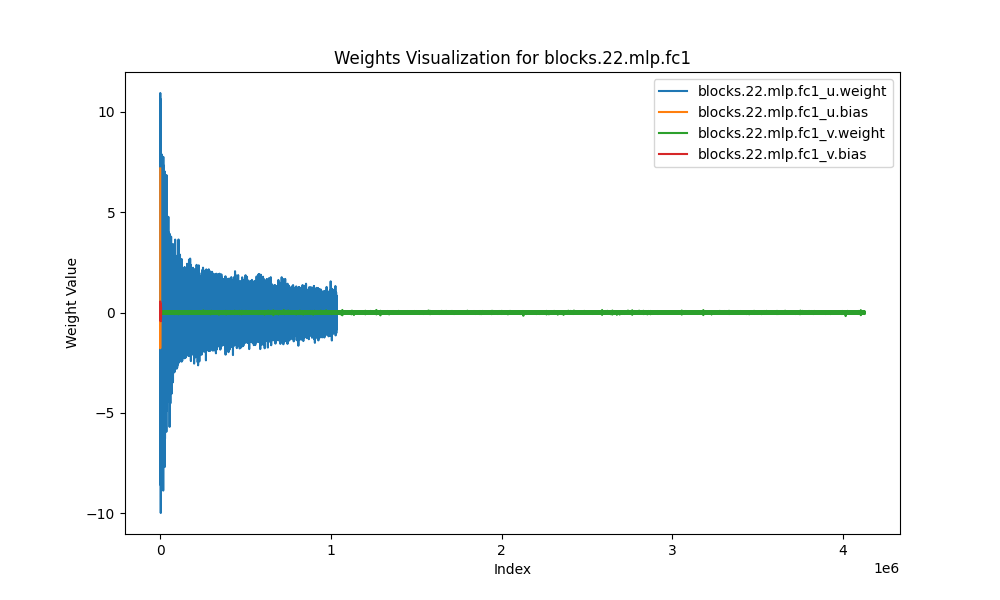 Weights Visualization for blocks.22.mlp.fc1
blocks.22.mlp.fc1_u.weight
blocks.22.mlp.fc1_u.bias
blocks.22.mlp.fc1_v.weight
blocks.22.mlp.fc1_v.bias
Weight Value
10
5
0
−5
−10
0
1
2
3
4
1e6
Index